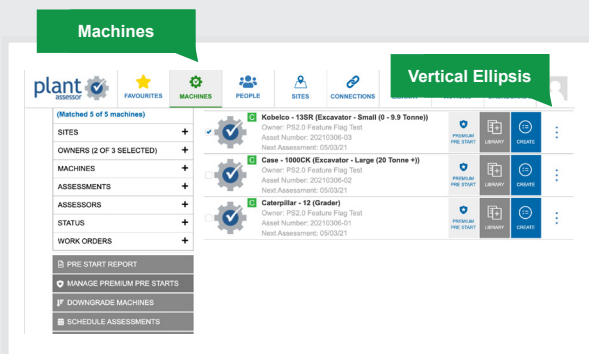 Machines
Vertical Ellipsis
plant assessor
FAVOURITES
MACHINES
PEOPLE
SITES
CONNECTIONS
(Matched 5 of 5 machines)
SITES +
OWNERS (2 OF 3 SELECTED) +
MACHINES +
ASSESSMENTS +
ASSESSORS +
STATUS +
WORK ORDERS +
PRE START REPORT
MANAGE PREMIUM PRE STARTS
DOWNGRADE MACHINES
SCHEDULE ASSESSMENTS
C Kobelco - 13SR (Excavator - Small (0 - 9.9 Tonne))
Owner: PS2.0 Feature Flag Test
Asset Number: 20210306-03
Next Assessment: 05/03/21
PREMIUM PRE START
LIBRARY
CREATE
C Case - 1000CK (Excavator - Large (20 Tonne +))
Owner: PS2.0 Feature Flag Test
Asset Number: 20210306-02
Next Assessment: 05/03/21
PREMIUM PRE START
LIBRARY
CREATE
C Caterpillar - 12 (Grader)
Owner: PS2.0 Feature Flag Test
Asset Number: 20210306-01
Next Assessment: 05/03/21
PREMIUM PRE START
LIBRARY
CREATE